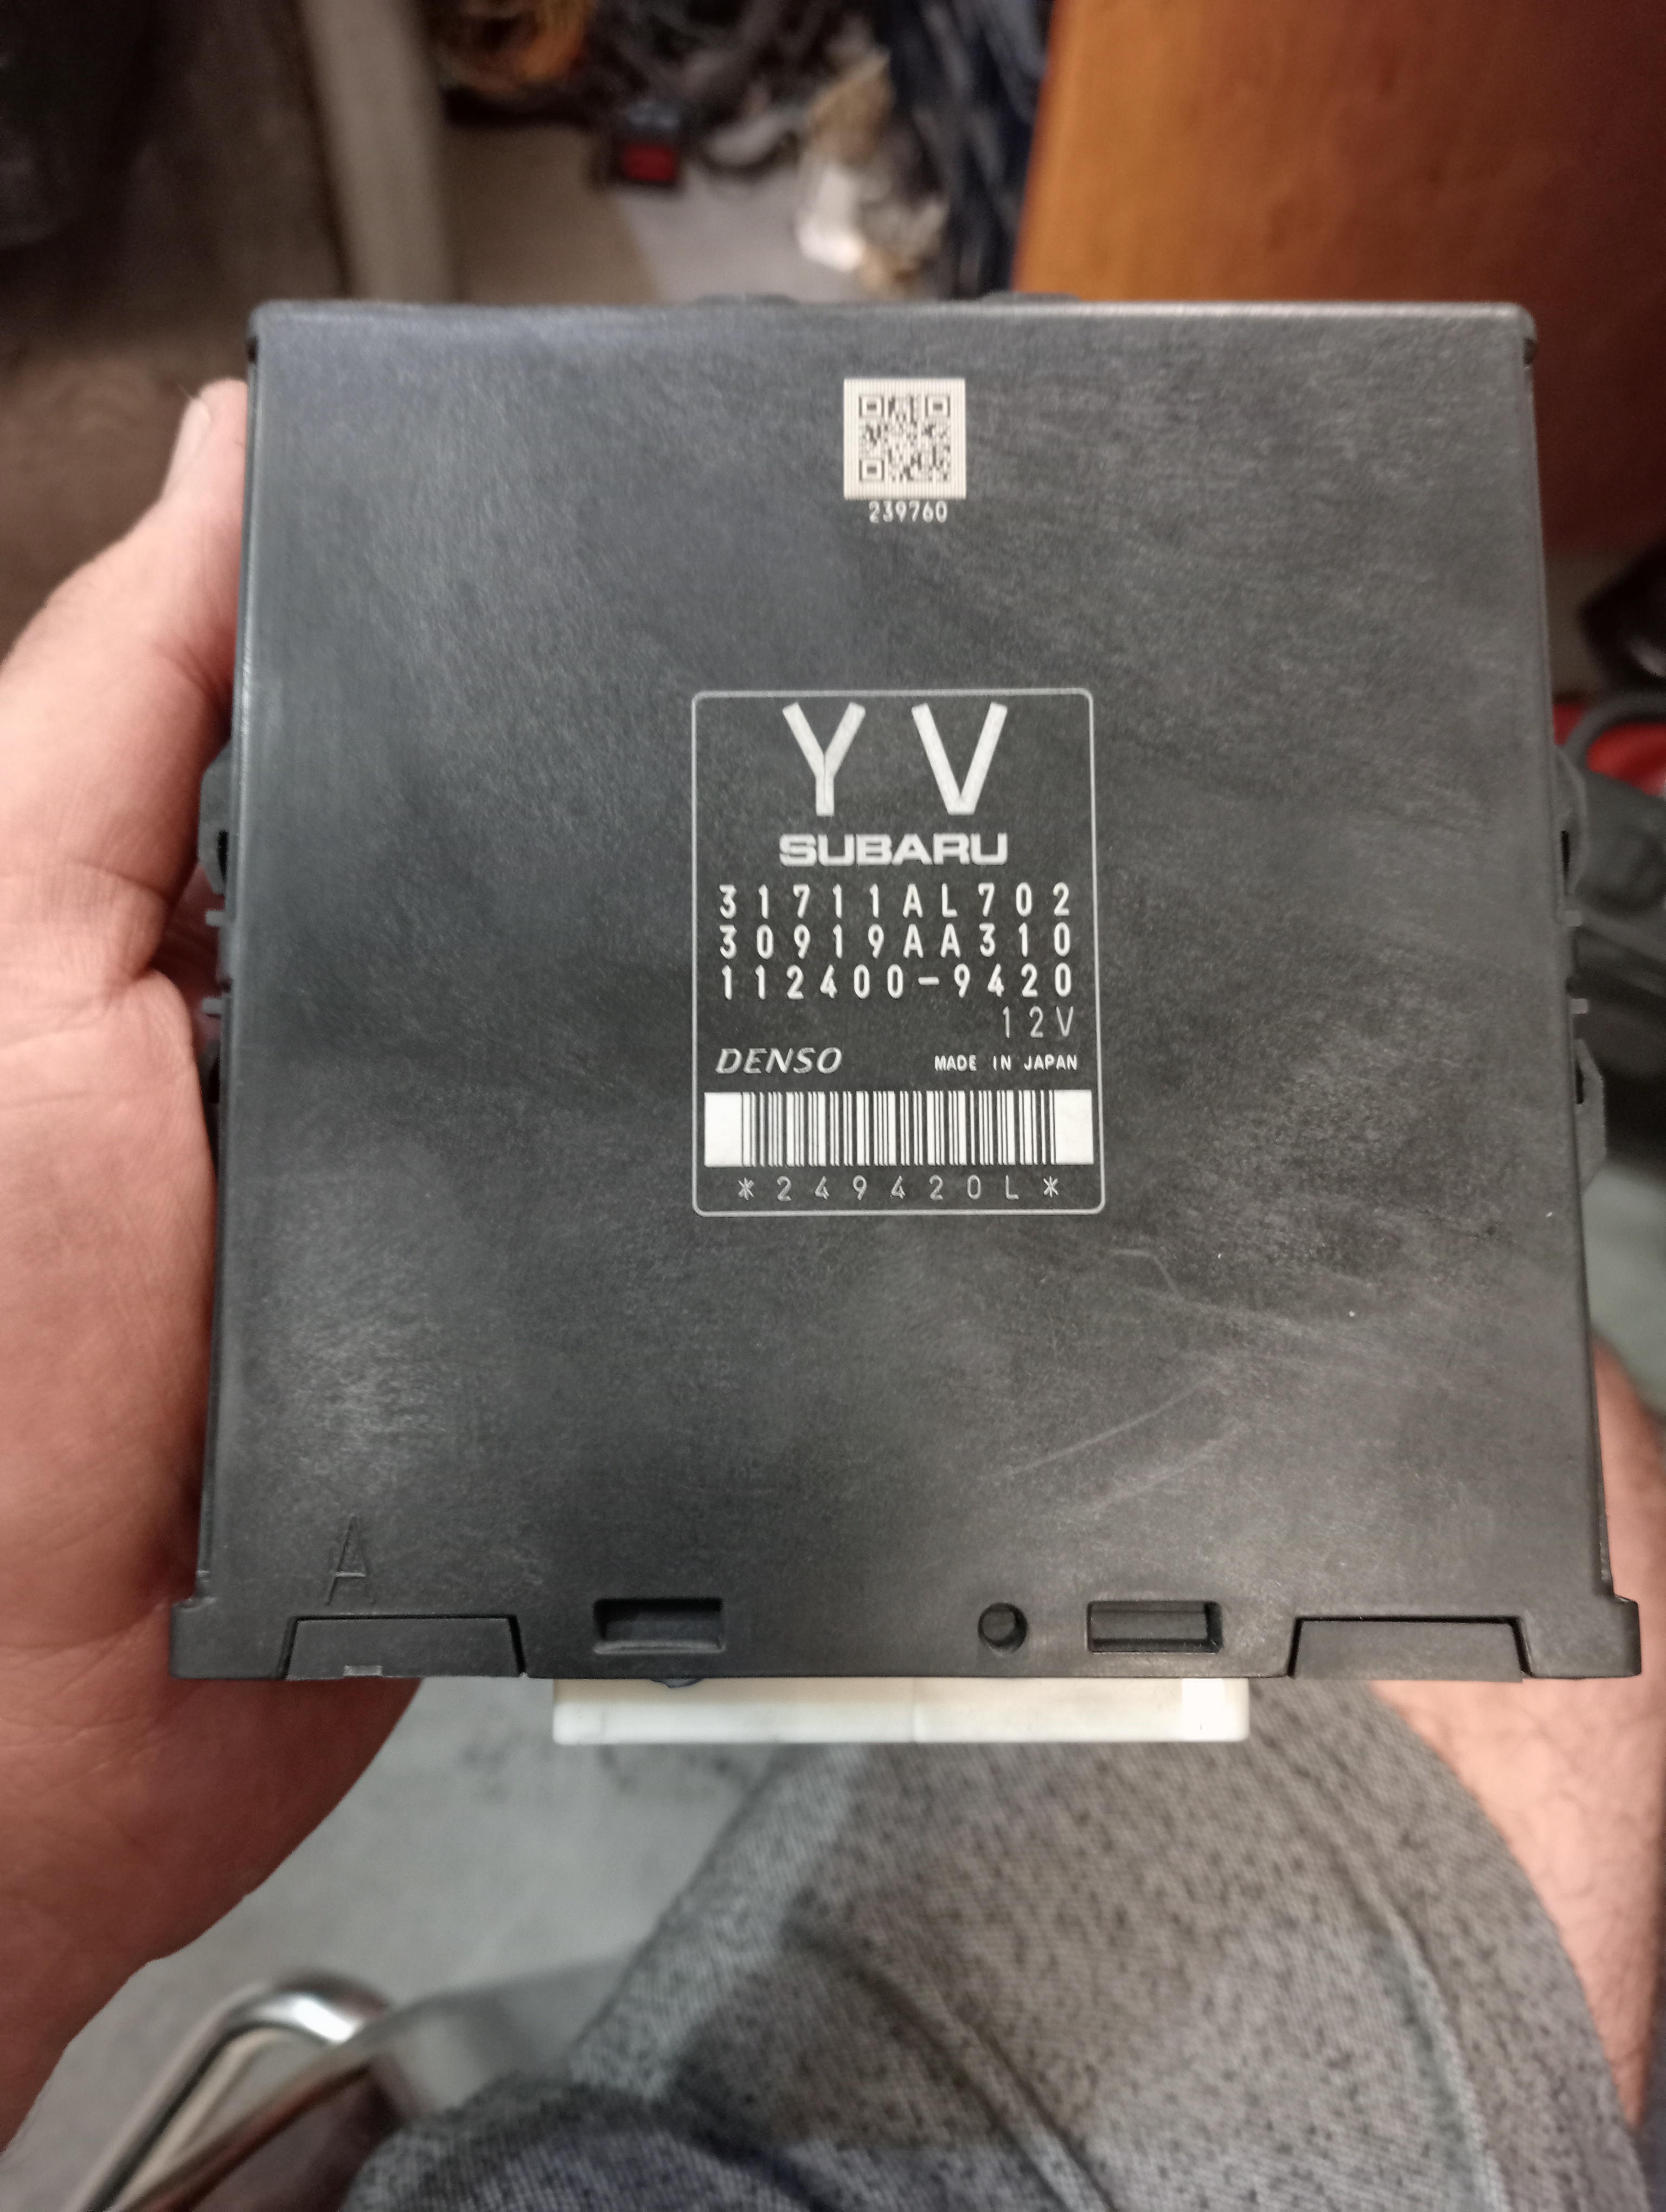 239760
YV
SUBARU
31711AL702
30919AA310
112400-9420
12V
DENSO MADE IN JAPAN
*249420L*
A